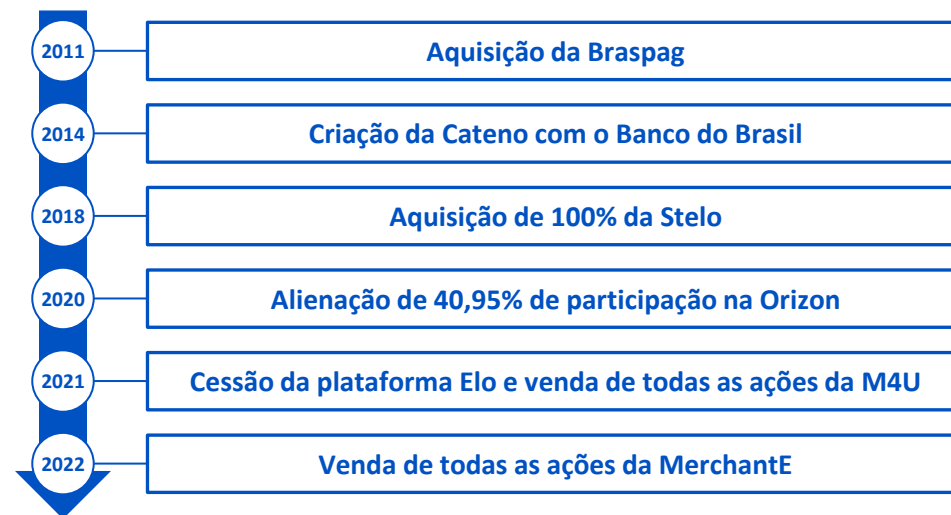 2011
Aquisição da Braspag
2014
Criação da Cateno com o Banco do Brasil
2018
Aquisição de 100% da Stelo
2020
Alienação de 40,95% de participação na Orizon
2021
Cessão da plataforma Elo e venda de todas as ações da M4U
2022
Venda de todas as ações da MerchantE